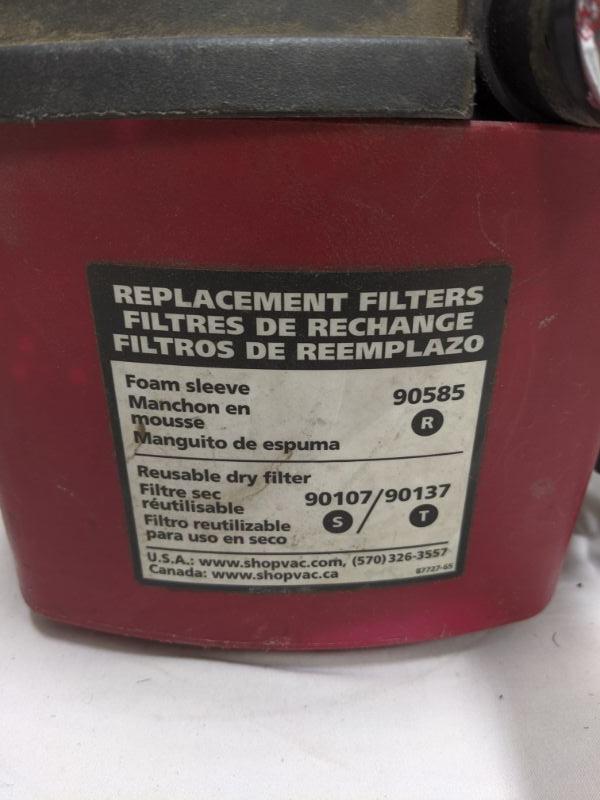 REPLACEMENT FILTERS
FILTRES DE RECHANGE
FILTROS DE REEMPLAZO
Foam sleeve
Manchon en
mousse
Manguito de espuma
90585
R
Reusable dry filter
Filtre sec
réutilisable
Filtro reutilizable
para uso en seco
90107/90137
S T
U.S.A.: www.shopvac.com, (570) 326-3557
Canada: www.shopvac.ca
87727-65